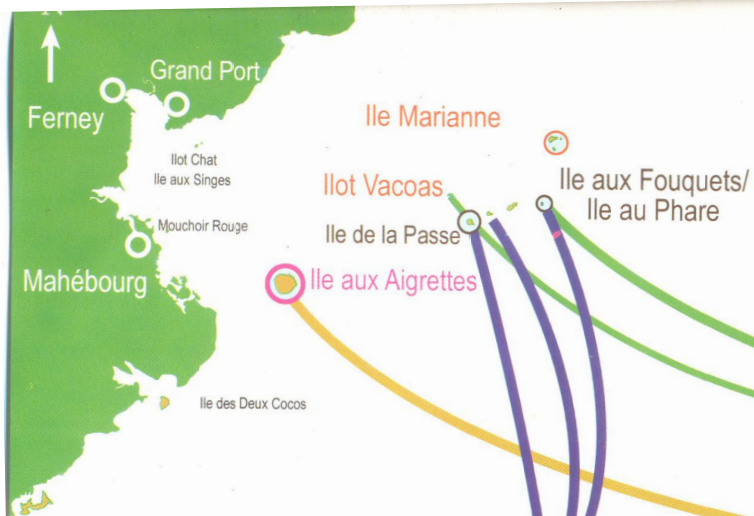 N
Grand Port
Ferney
Ile Marianne
Ilot Chat
Ile aux Singes
Ilot Vacoas
Ile aux Fouquets/
Ile au Phare
Mouchoir Rouge
Ile de la Passe
Mahébourg
Ile aux Aigrettes
Ile des Deux Cocos